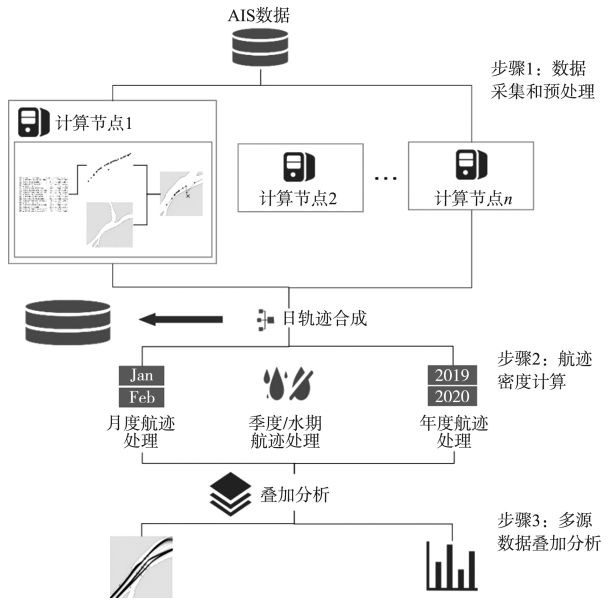 AIS数据
步骤1：数据
采集和预处理
计算节点1
计算节点2
…
计算节点n
日轨迹合成
步骤2：航迹
密度计算
Jan
Feb
月度航迹
处理
季度/水期
航迹处理
2019
2020
年度航迹
处理
叠加分析
步骤3：多源
数据叠加分析